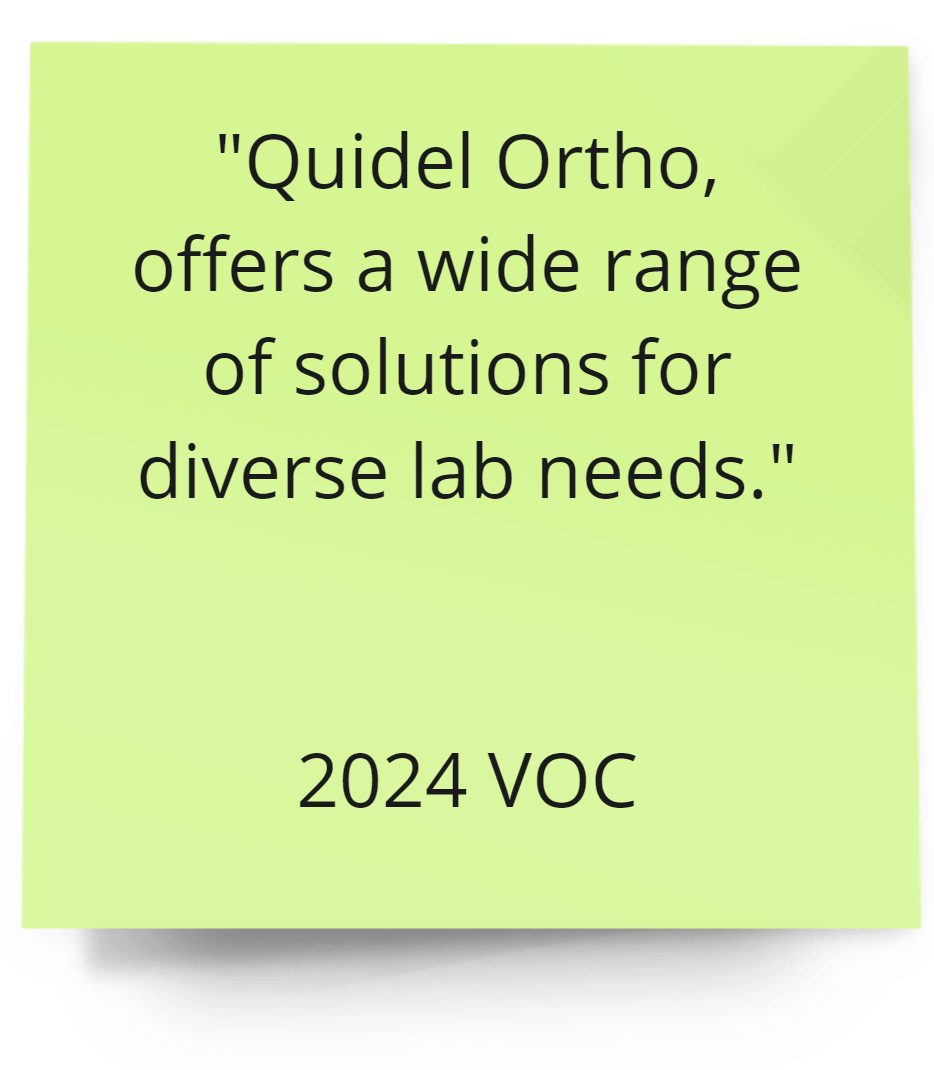 "Quidel Ortho,
offers a wide range
of solutions for
diverse lab needs."
2024 VOC